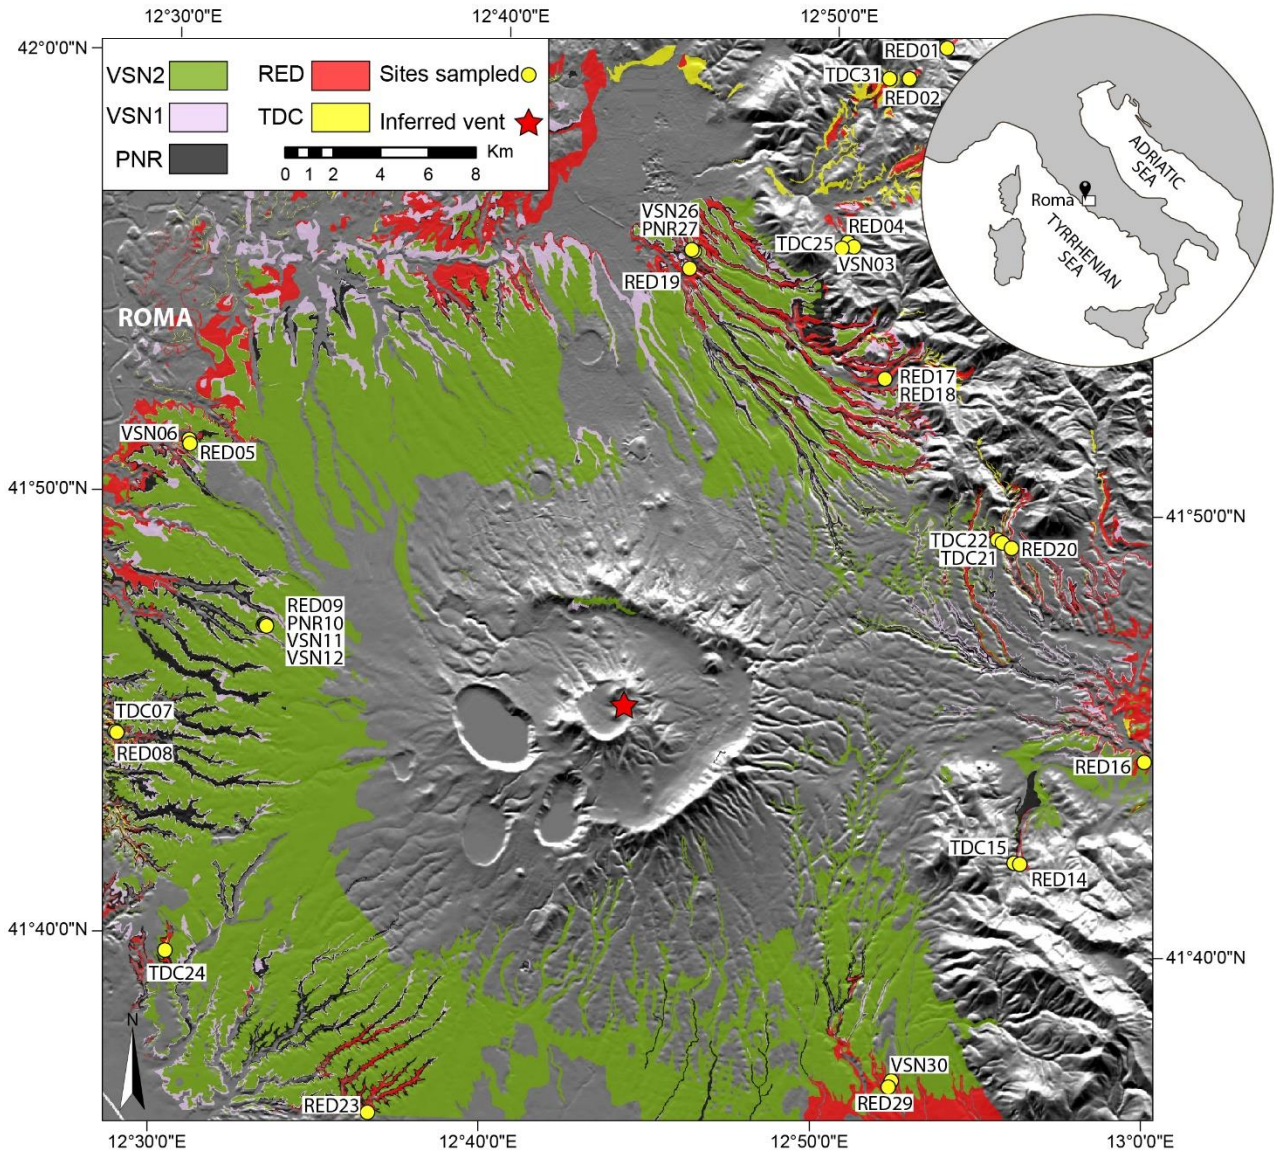 12°30'0"E 12°40'0"E 12°50'0"E
42°0'0"N
VSN2 RED Sites sampled
VSN1 TDC Inferred vent
PNR
Km
0 1 2 4 6 8
RED01
TDC31
RED02
ADRIATIC
SEA
Roma
TYRRHENIAN
SEA
VSN26
PNR27
RED04
TDC25
VSN03
RED19
ROMA
RED17
RED18
VSN06
RED05
41°50'0"N
41°50'0"N
TDC22
RED20
TDC21
RED09
PNR10
VSN11
VSN12
TDC07
RED08
RED16
TDC15
RED14
41°40'0"N
41°40'0"N
TDC24
N
VSN30
RED29
RED23
12°30'0"E 12°40'0"E 12°50'0"E 13°0'0"E